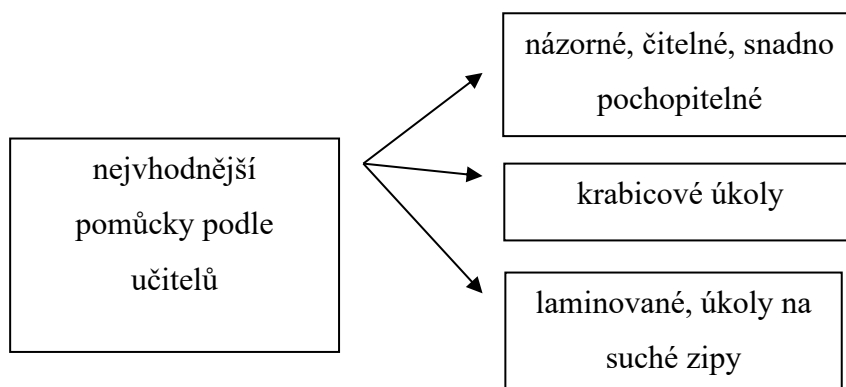 nejvhodnější
pomůcky podle
učitelů
názorné, čitelné, snadno
pochopitelné
krabicové úkoly
laminované, úkoly na
suché zipy